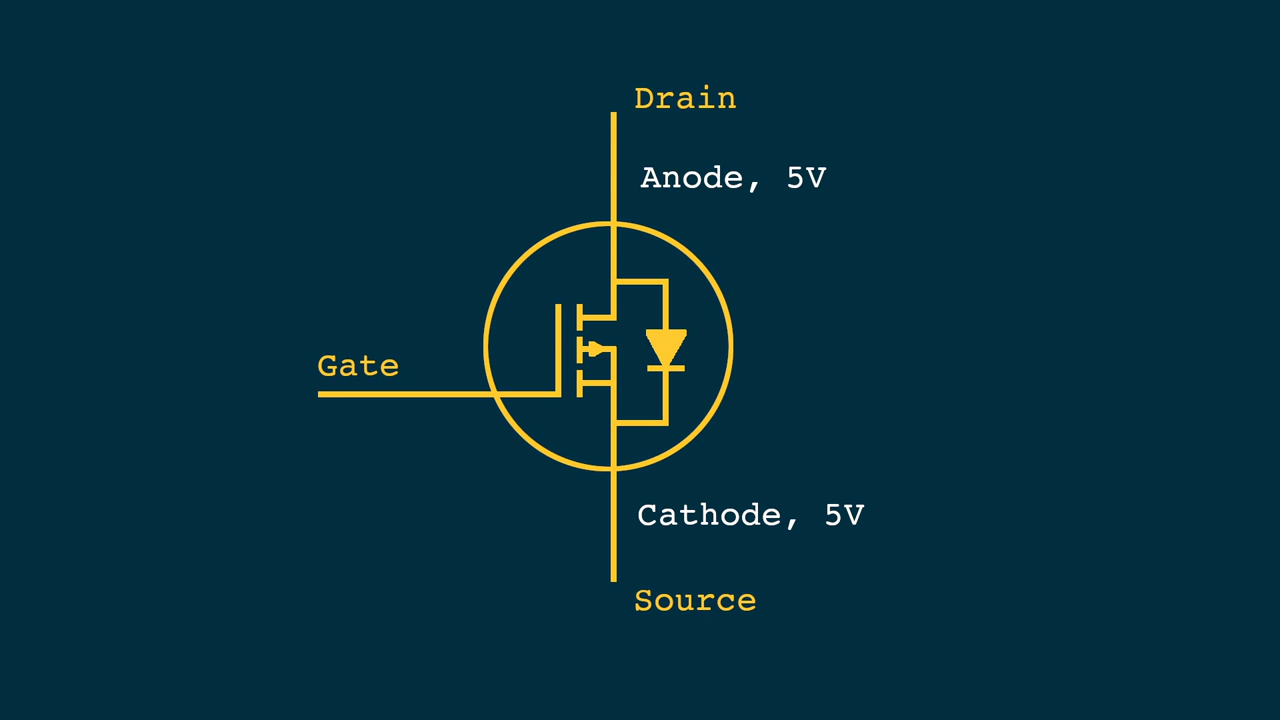 Drain
Anode, 5V
Gate
Cathode, 5V
Source